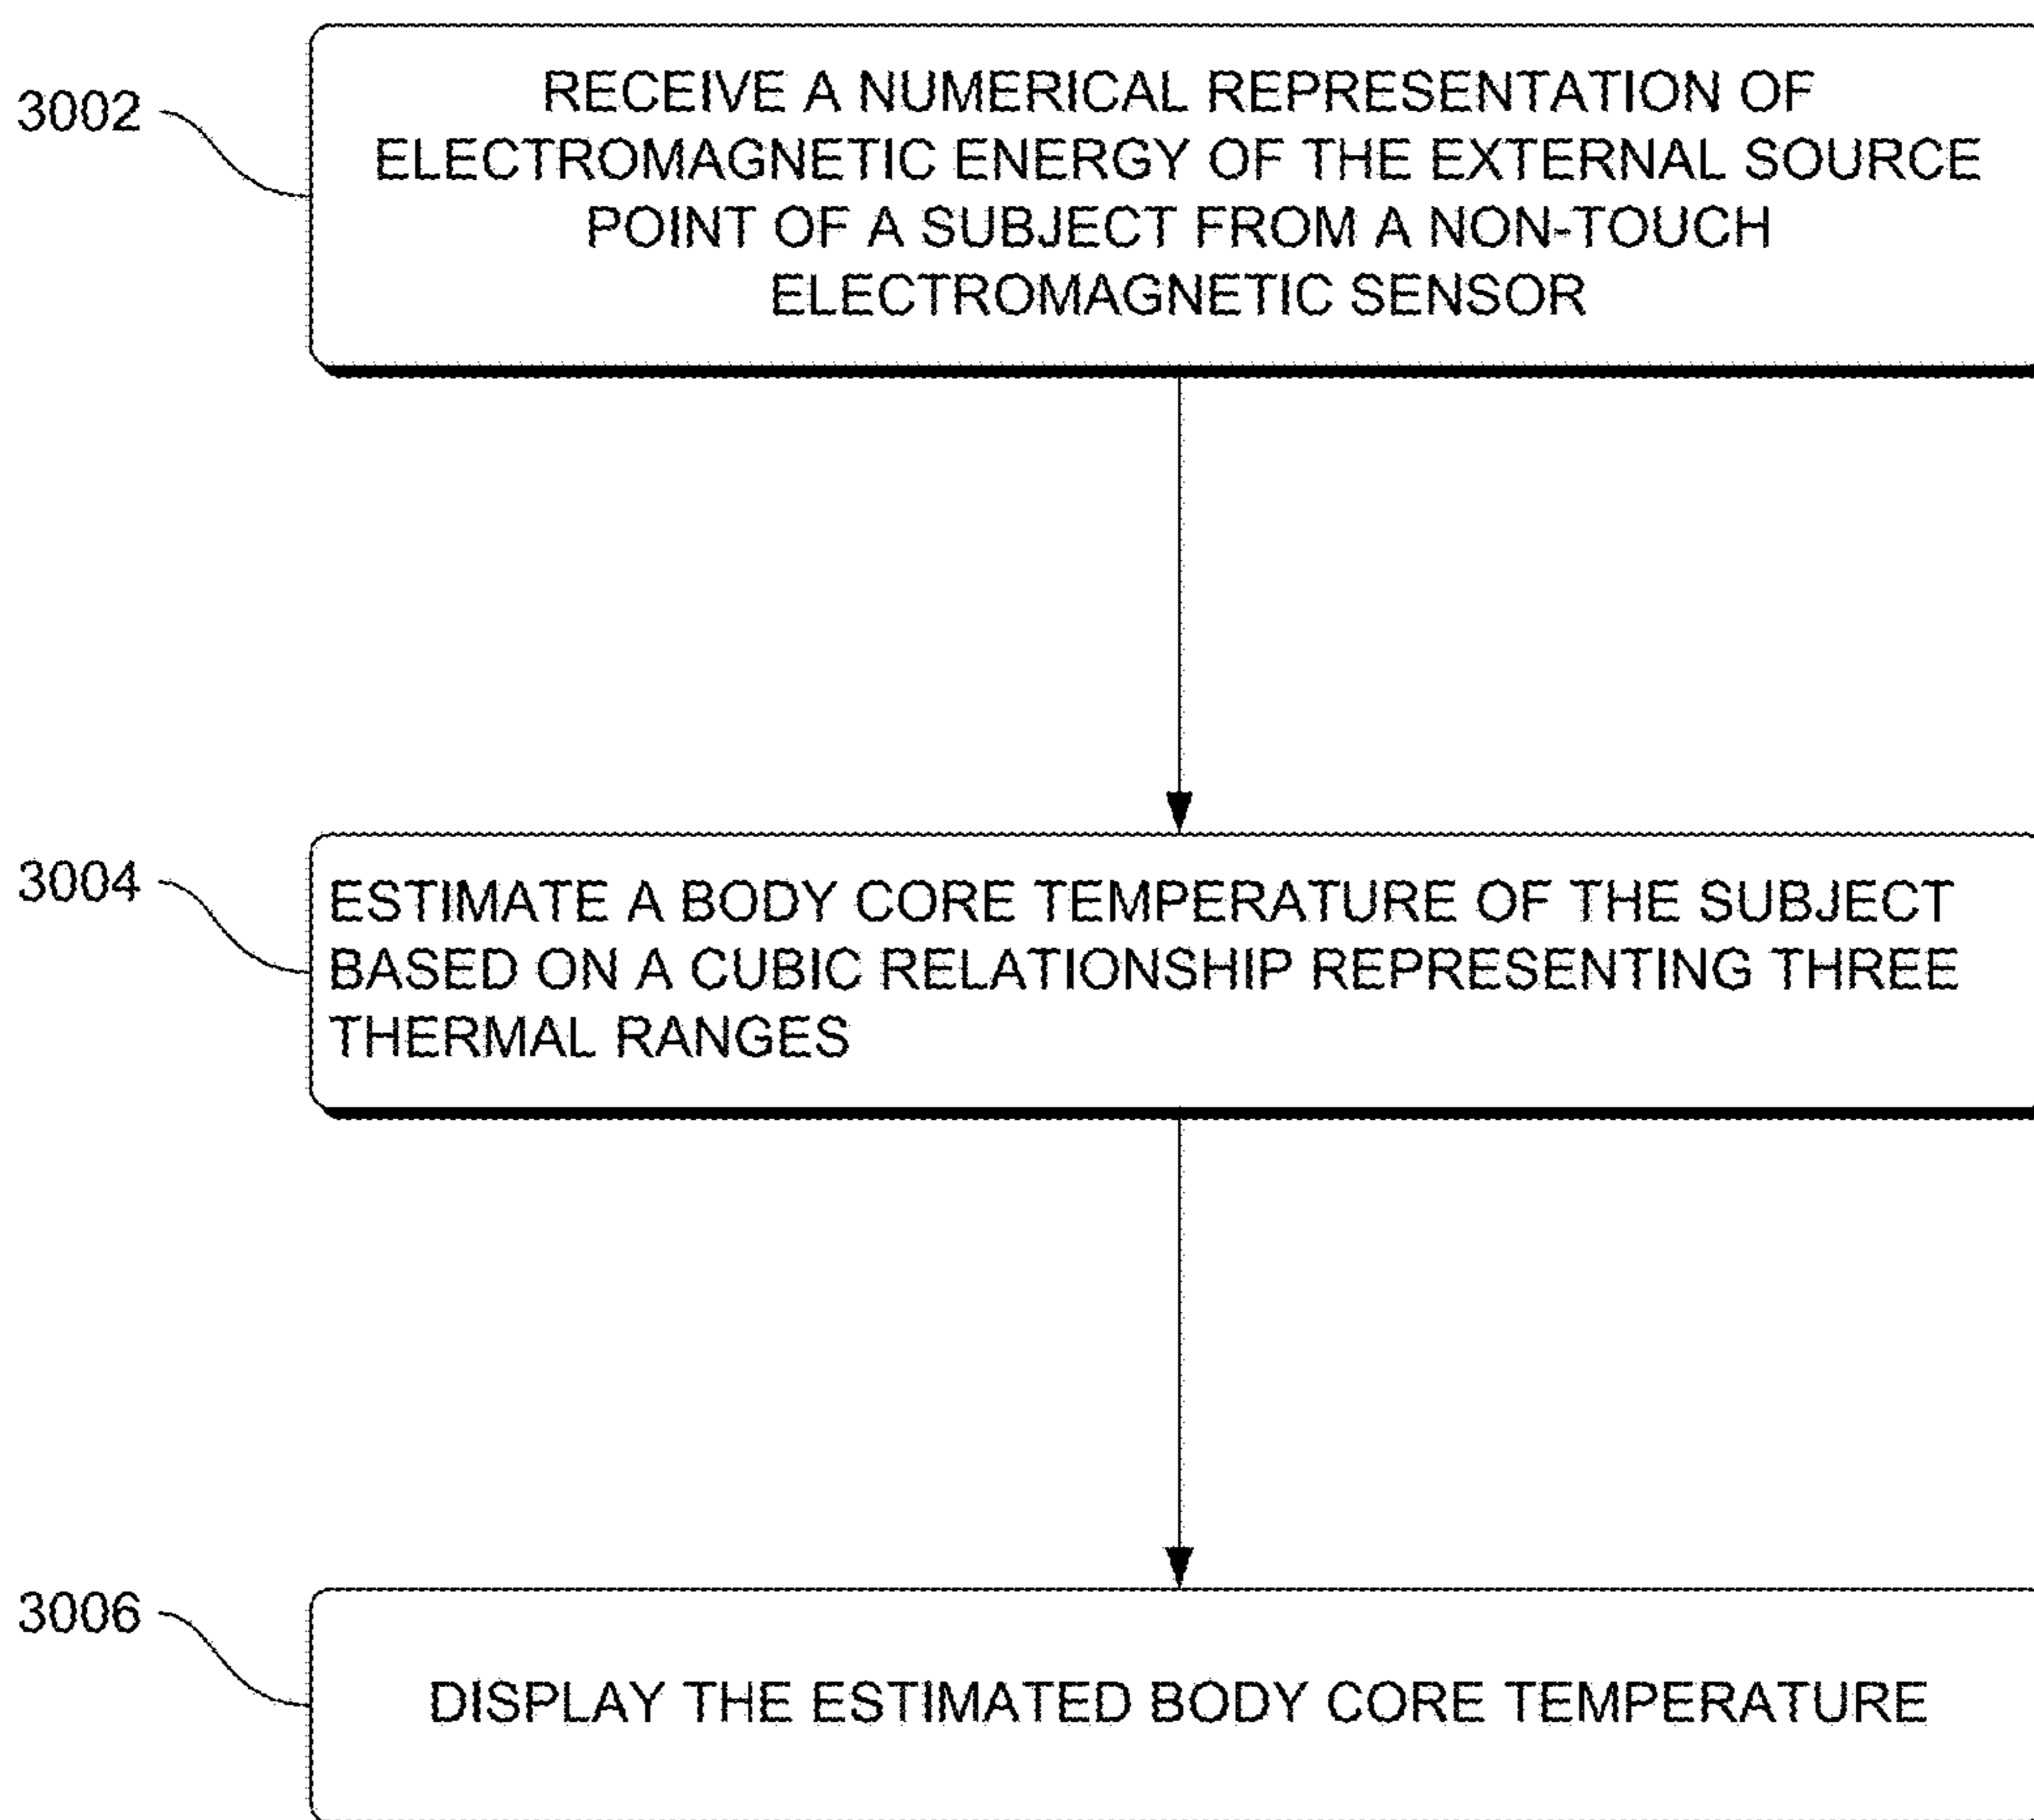 3002
RECEIVE A NUMERICAL REPRESENTATION OF
ELECTROMAGNETIC ENERGY OF THE EXTERNAL SOURCE
POINT OF A SUBJECT FROM A NON-TOUCH
ELECTROMAGNETIC SENSOR
3004
ESTIMATE A BODY CORE TEMPERATURE OF THE SUBJECT
BASED ON A CUBIC RELATIONSHIP REPRESENTING THREE
THERMAL RANGES
3006
DISPLAY THE ESTIMATED BODY CORE TEMPERATURE